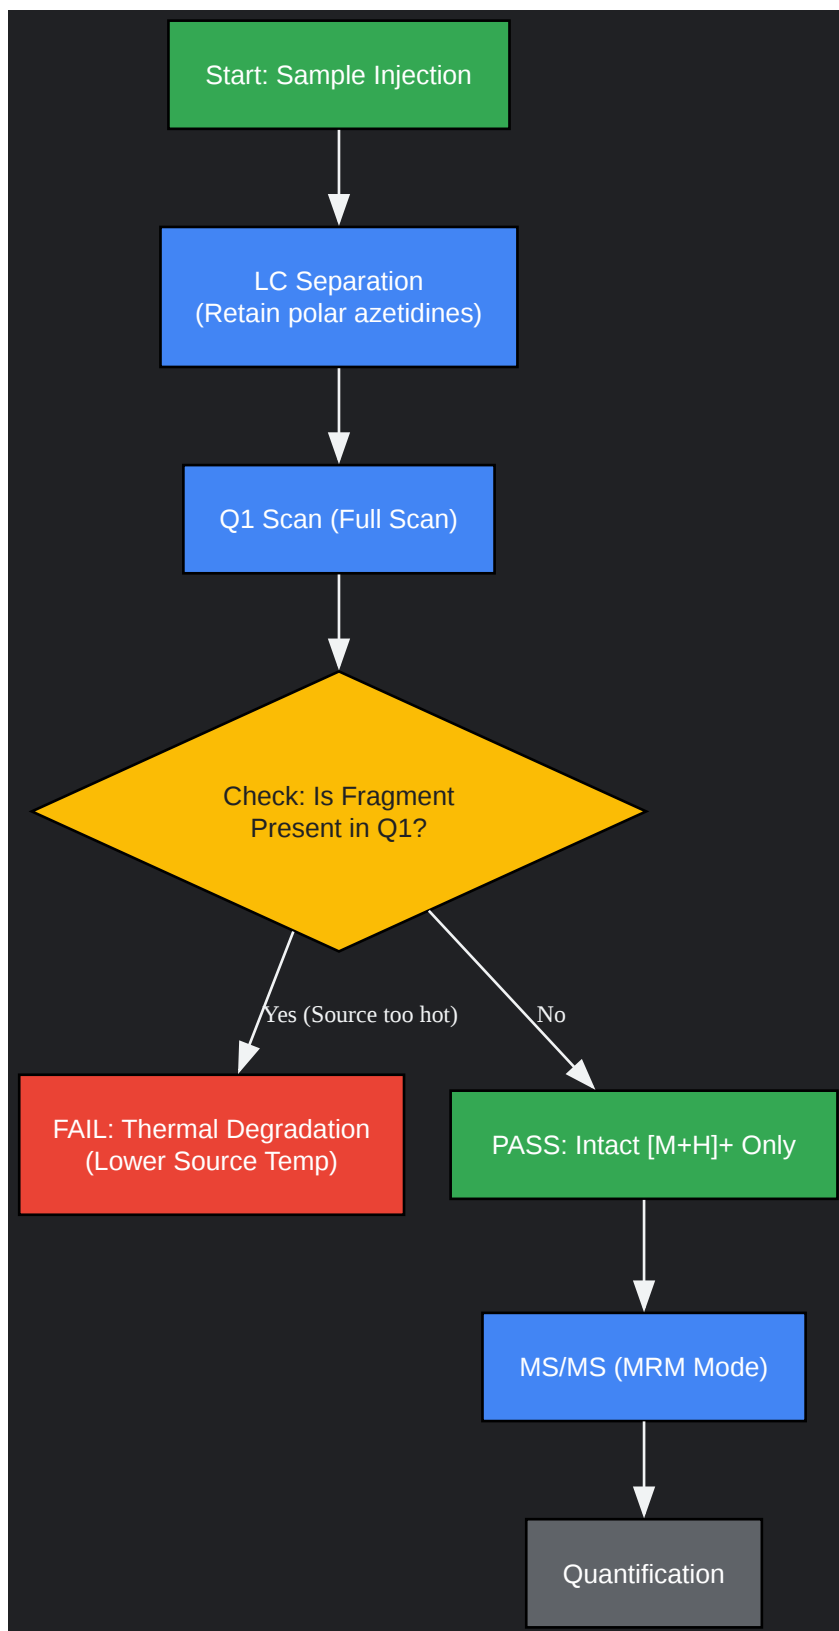 Start: Sample Injection
LC Separation
(Retain polar azetidines)
Q1 Scan (Full Scan)
Check: Is Fragment
Present in Q1?
Yes (Source too hot)
No
FAIL: Thermal Degradation
(Lower Source Temp)
PASS: Intact [M+H]+ Only
MS/MS (MRM Mode)
Quantification